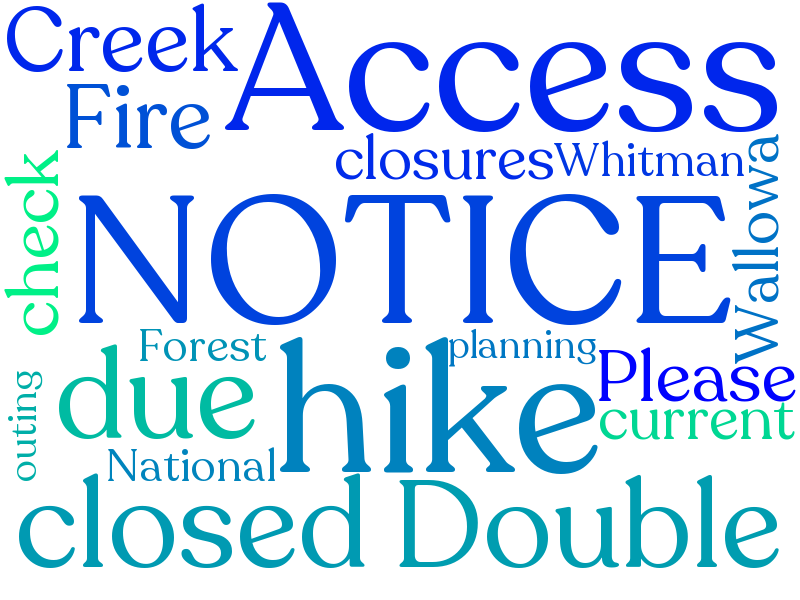 Creek Access
Fire
closures Whitman
check
NOTICE
Wallowa
Forest
planning
due
hike
Please
outing
current
National
closed Double